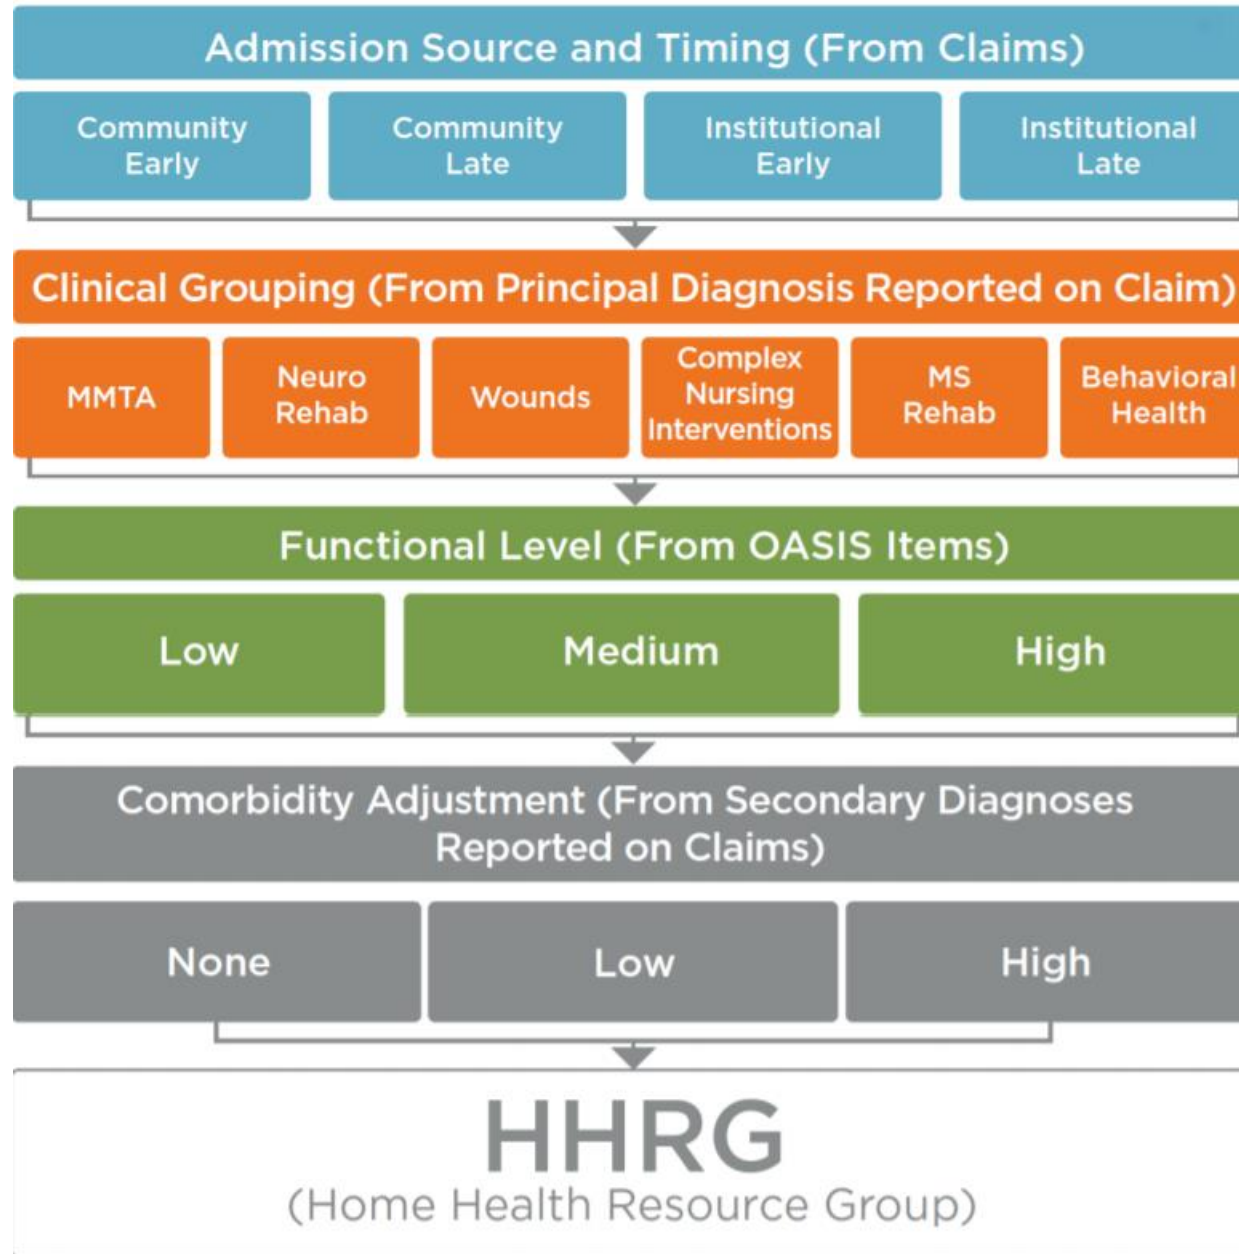 Admission Source and Timing (From Claims)
Community
Early
Community
Late
Institutional
Early
Institutional
Late
Clinical Grouping (From Principal Diagnosis Reported on Claim)
MMTA
Neuro
Rehab
Wounds
Complex
Nursing
Interventions
MS
Rehab
Behavioral
Health
Functional Level (From OASIS Items)
Low
Medium
High
Comorbidity Adjustment (From Secondary Diagnoses
Reported on Claims)
None
Low
High
HHRG
(Home Health Resource Group)